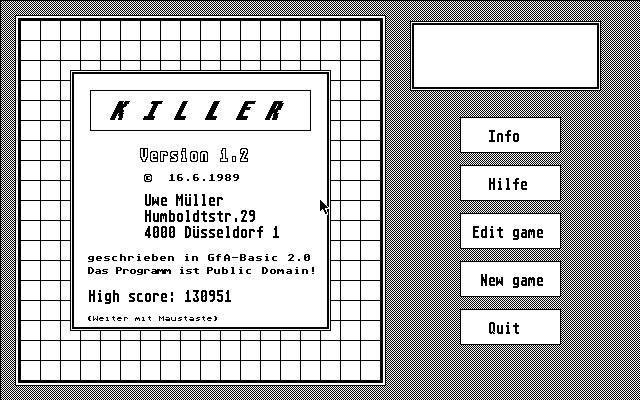 K I L L E R
Version 1.2
© 16.6.1989
Uwe Müller
Humboldtstr.29
4000 Düsseldorf 1
geschrieben in GfA-Basic 2.0
Das Programm ist Public Domain!
High score: 130951
(Weiter mit Maustaste)
Info
Hilfe
Edit game
New game
Quit